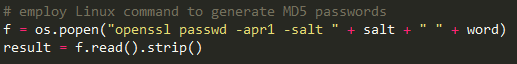 # employ Linux command to generate MD5 passwords
f = os.popen("openssl passwd -apr1 -salt " + salt + " " + word)
result = f.read().strip()